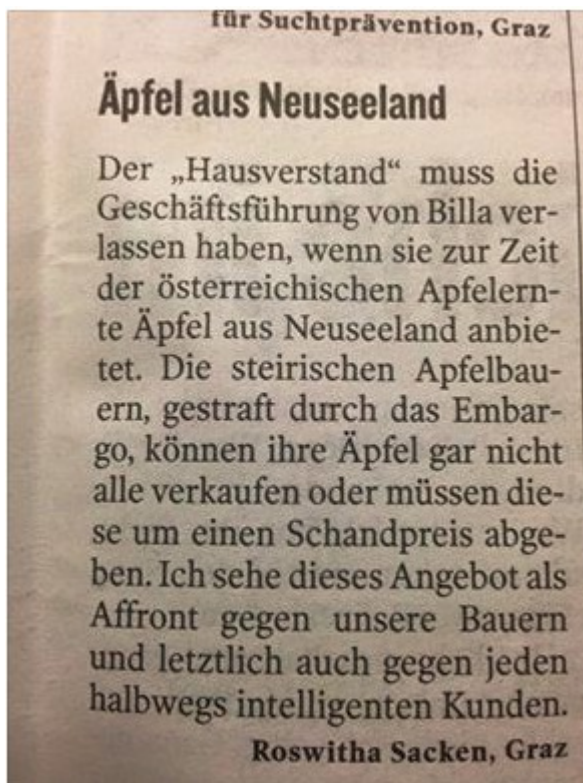 für Suchtprävention, Graz
Äpfel aus Neuseeland
Der „Hausverstand“ muss die
Geschäftsführung von Billa ver-
lassen haben, wenn sie zur Zeit
der österreichischen Apfelern-
te Äpfel aus Neuseeland anbie-
tet. Die steirischen Apfelbau-
ern, gestraft durch das Embar-
go, können ihre Äpfel gar nicht
alle verkaufen oder müssen die-
se um einen Schandpreis abge-
ben. Ich sehe dieses Angebot als
Affront gegen unsere Bauern
und letztlich auch gegen jeden
halbwegs intelligenten Kunden.
Roswitha Sacken, Graz